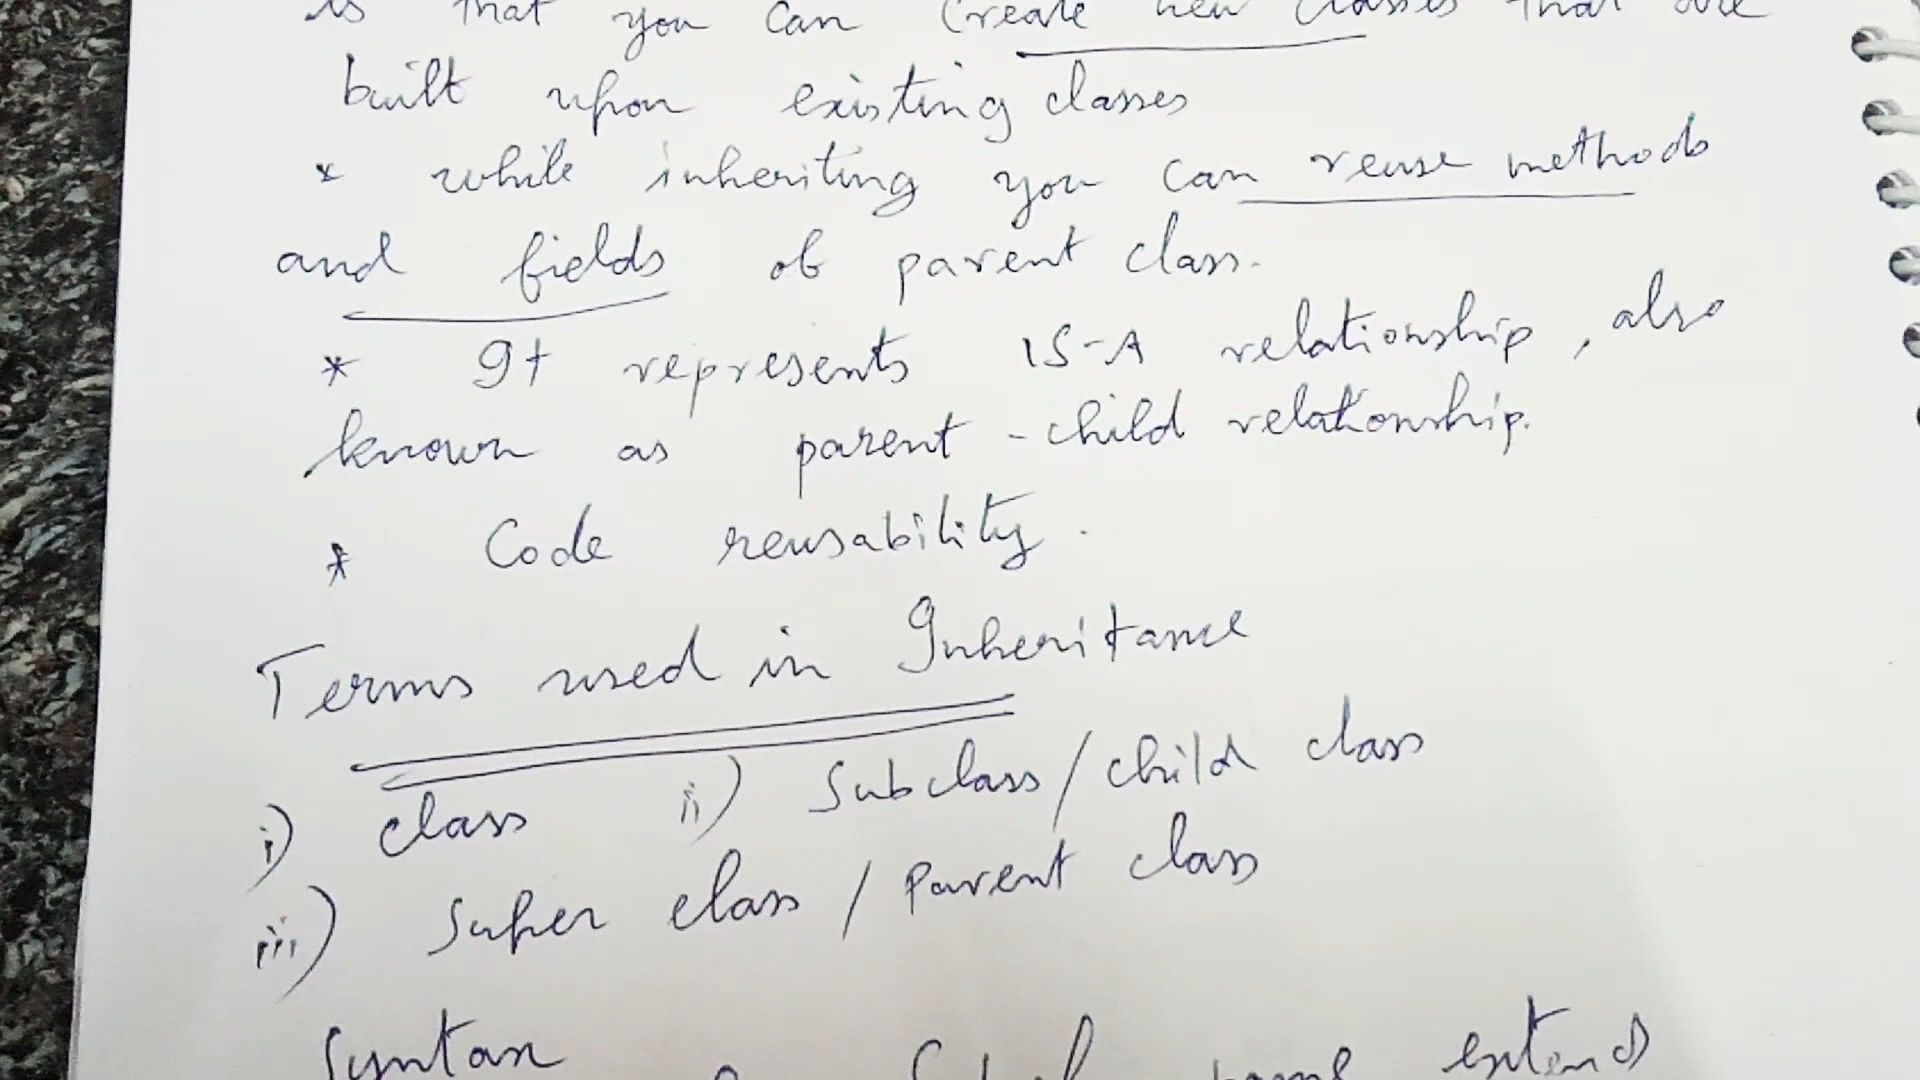 is that you can create new classes that are
built upon existing classes
* while inheriting you can reuse methods
and fields of parent class.
* It represents IS-A relationship, also
known as parent-child relationship.
* Code reusability.
Terms used in Inheritance
i) class ii) Subclass/child class
iii) Super class / parent class
Syntax extends